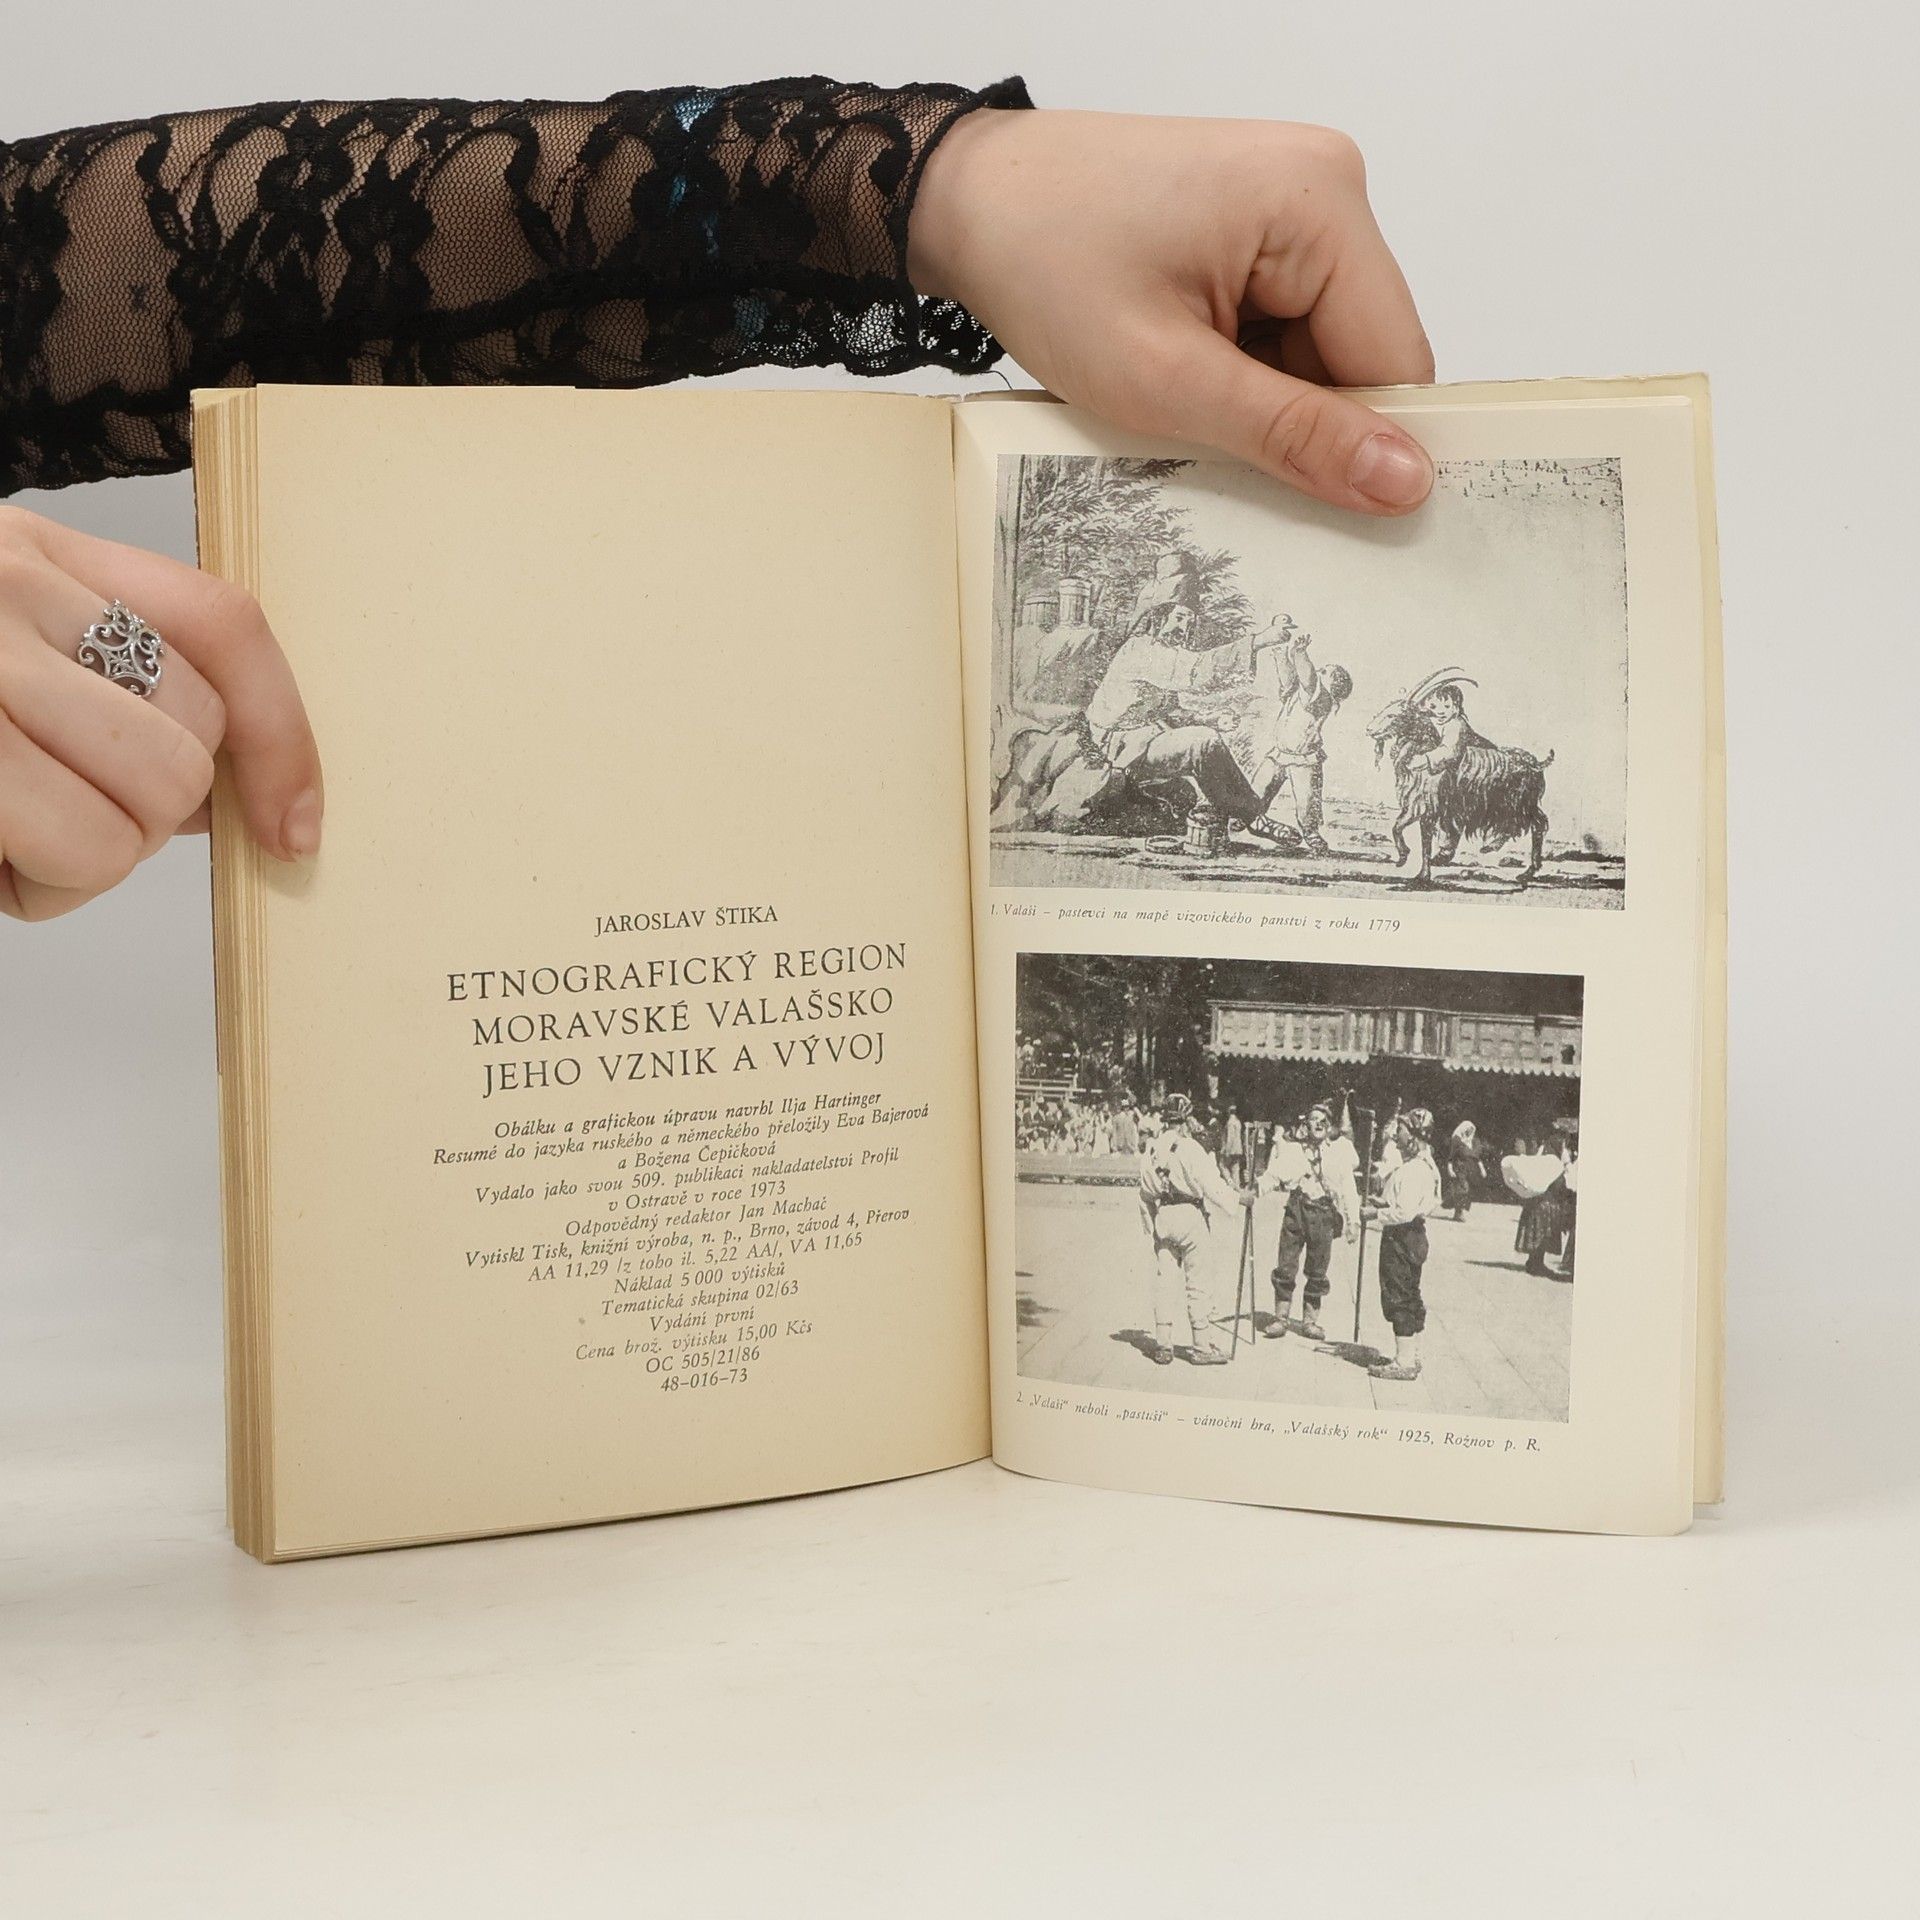 JAROSLAV ŠTIKA
ETNOGRAFICKÝ REGION
MORAVSKÉ VALAŠSKO
JEHO VZNIK A VÝVOJ
Obálku a grafickou úpravu navrhl Ilja Hartinger
Resumé do jazyka ruského a německého přeložily Eva Bajerová
a Božena Čepičková
Vydalo jako svou 509. publikaci nakladatelství Profil
v Ostravě v roce 1973
Odpovědný redaktor Jan Machač
Vytiskl Tisk, knižní výroba, n. p., Brno, závod 4, Přerov
AA 11,29 /z toho il. 5,22 AA/, VA 11,65
Náklad 5 000 výtisků
Tematická skupina 02/63
Vydání první
Cena brož. výtisku 15,00 Kčs
OC 505/21/86
48-016-73
1. Valaši – pastevci na mapě vizovického panství z roku 1779
2. „Valaši“ neboli „pastuši“ – vánoční hra, „Valašský rok“ 1925, Rožnov p. R.